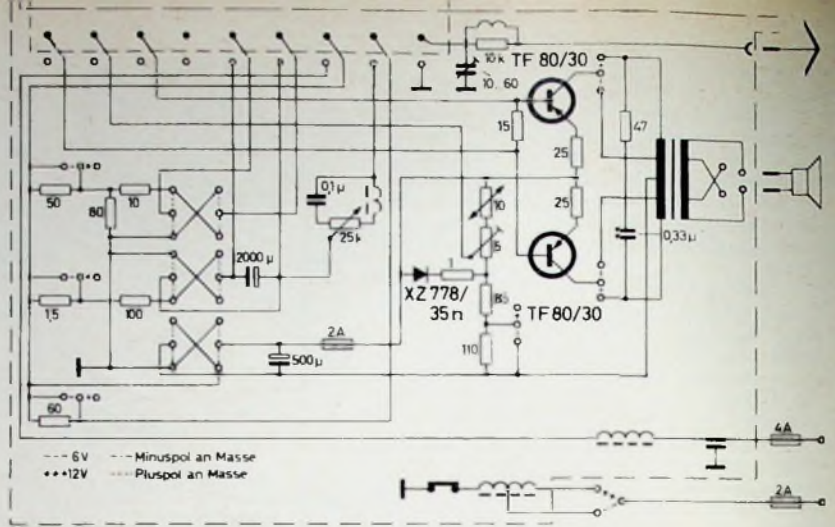 10k
TF 80/30
10..60
15
47
25
50
10
80
0,1µ
25k
10
25
5
0,33µ
2000µ
1
XZ 778/
35n
85
TF 80/30
1,5
100
2A
500µ
110
60
4A
6V
Minuspol an Masse
12V
Pluspol an Masse
2A